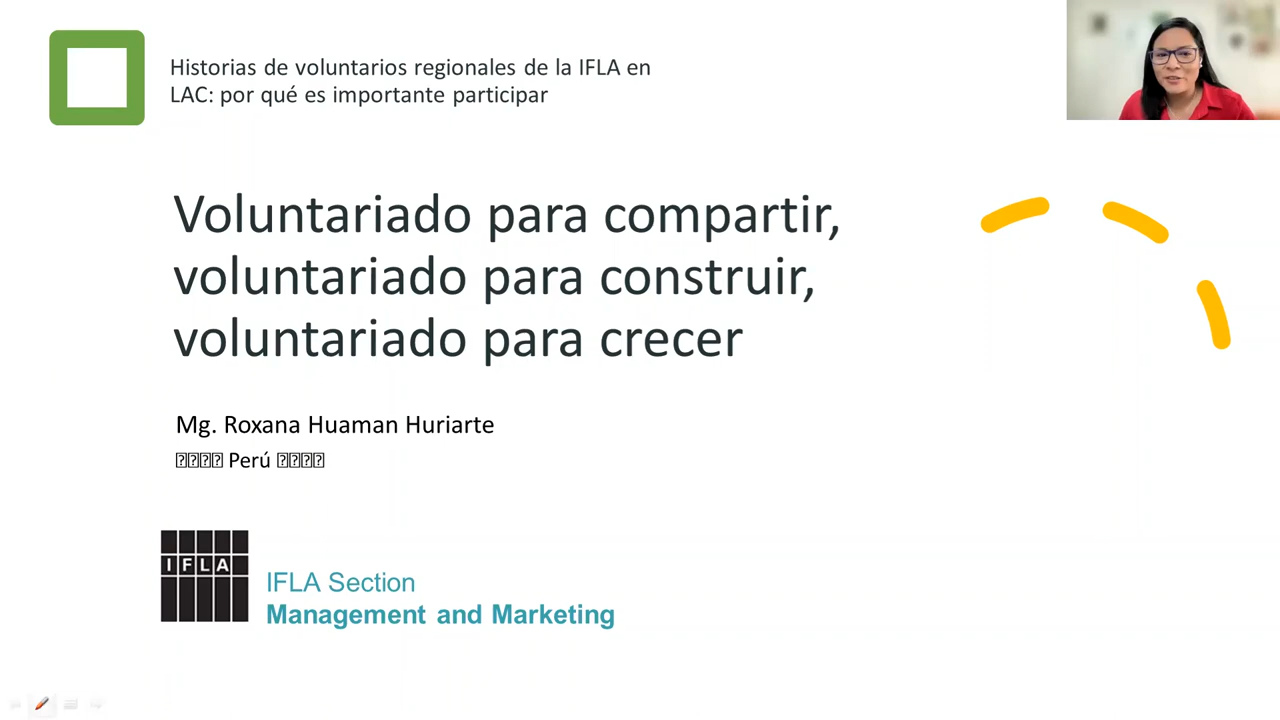 Historias de voluntarios regionales de la IFLA en
LAC: por qué es importante participar
Voluntariado para compartir,
voluntariado para construir,
voluntariado para crecer
Mg. Roxana Huaman Huriarte
Perú
IFLA
IFLA Section
Management and Marketing